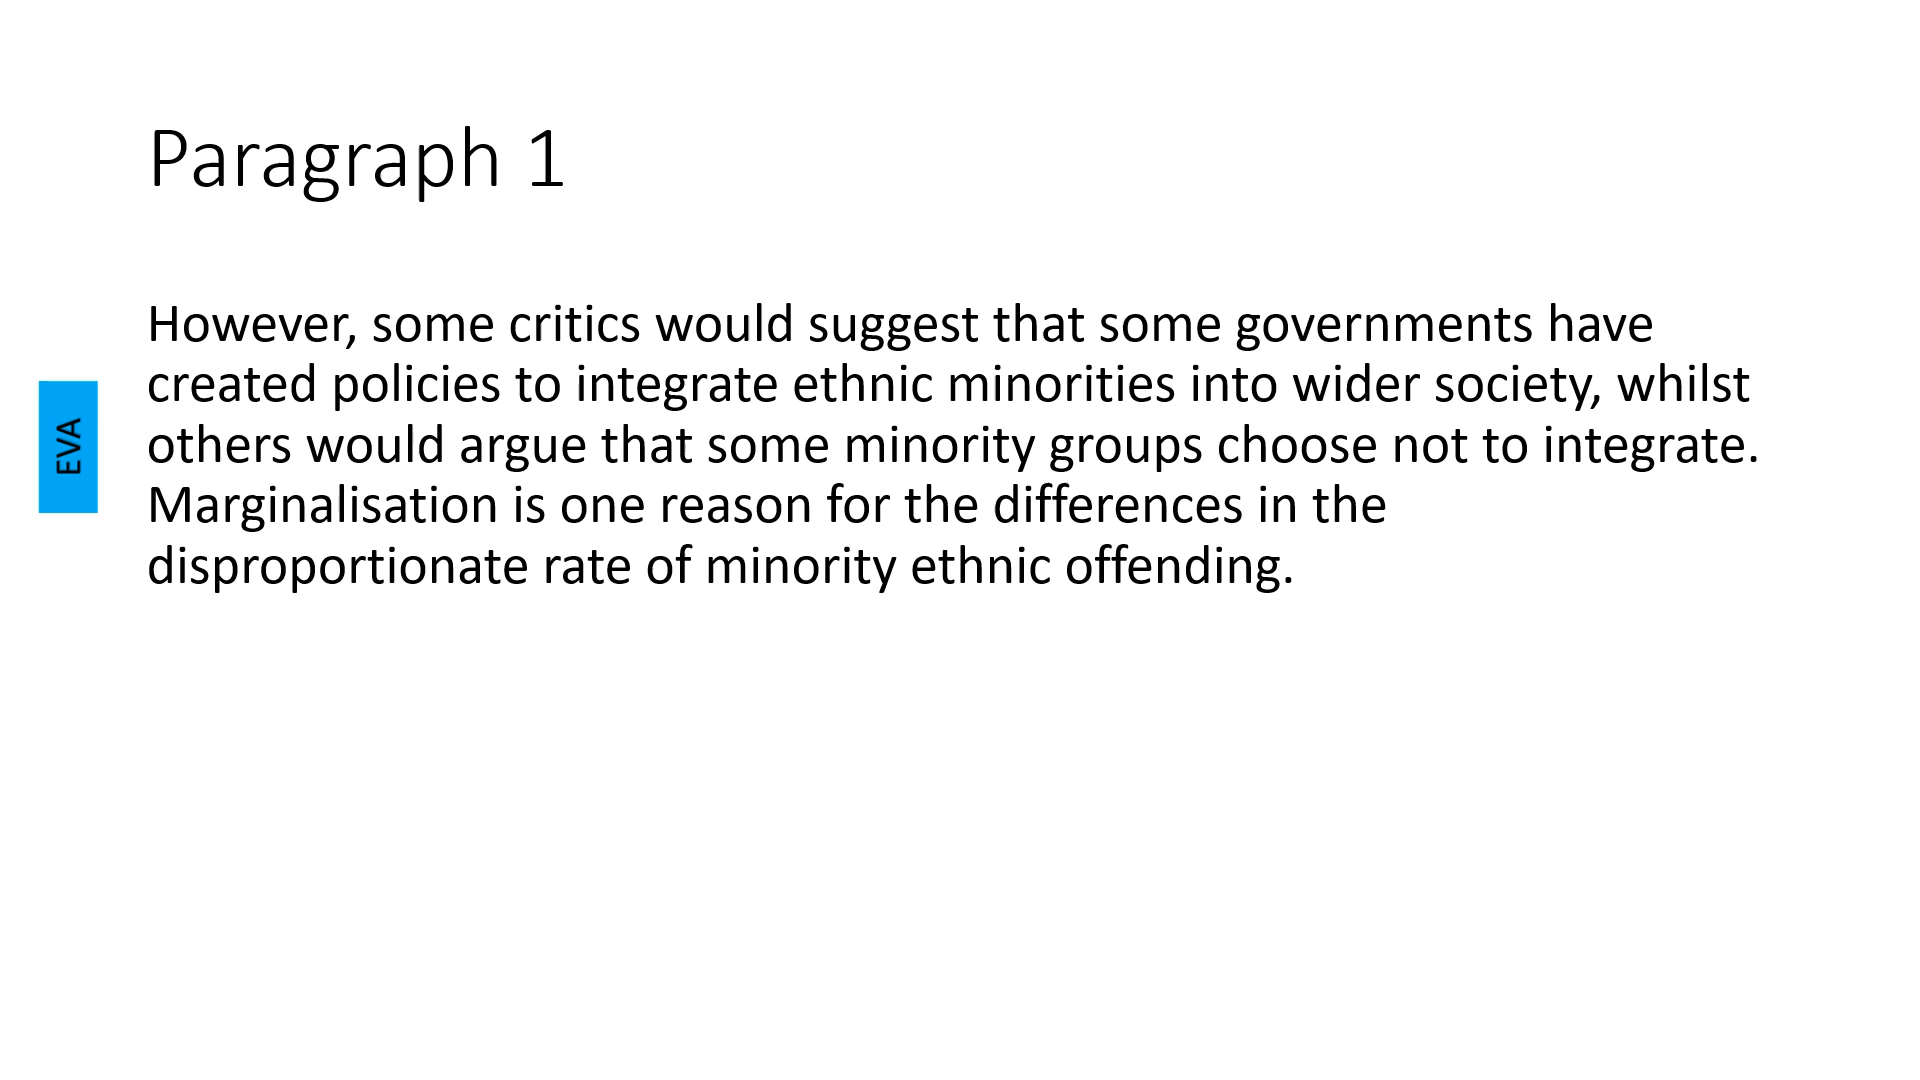 Paragraph 1
However, some critics would suggest that some governments have
created policies to integrate ethnic minorities into wider society, whilst
others would argue that some minority groups choose not to integrate.
Marginalisation is one reason for the differences in the
disproportionate rate of minority ethnic offending.
EVA